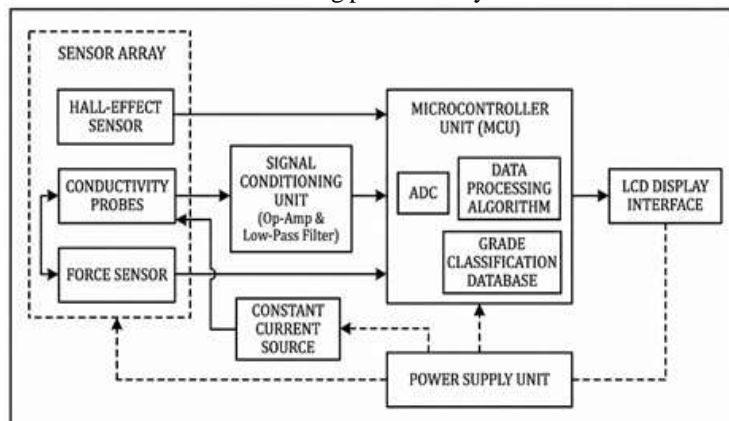 SENSOR ARRAY
HALL-EFFECT
SENSOR
CONDUCTIVITY
PROBES
FORCE SENSOR
SIGNAL
CONDITIONING
UNIT
(Op-Amp &
Low-Pass Filter)
CONSTANT
CURRENT
SOURCE
MICROCONTROLLER
UNIT (MCU)
ADC
DATA
PROCESSING
ALGORITHM
GRADE
CLASSIFICATION
DATABASE
LCD DISPLAY
INTERFACE
POWER SUPPLY UNIT